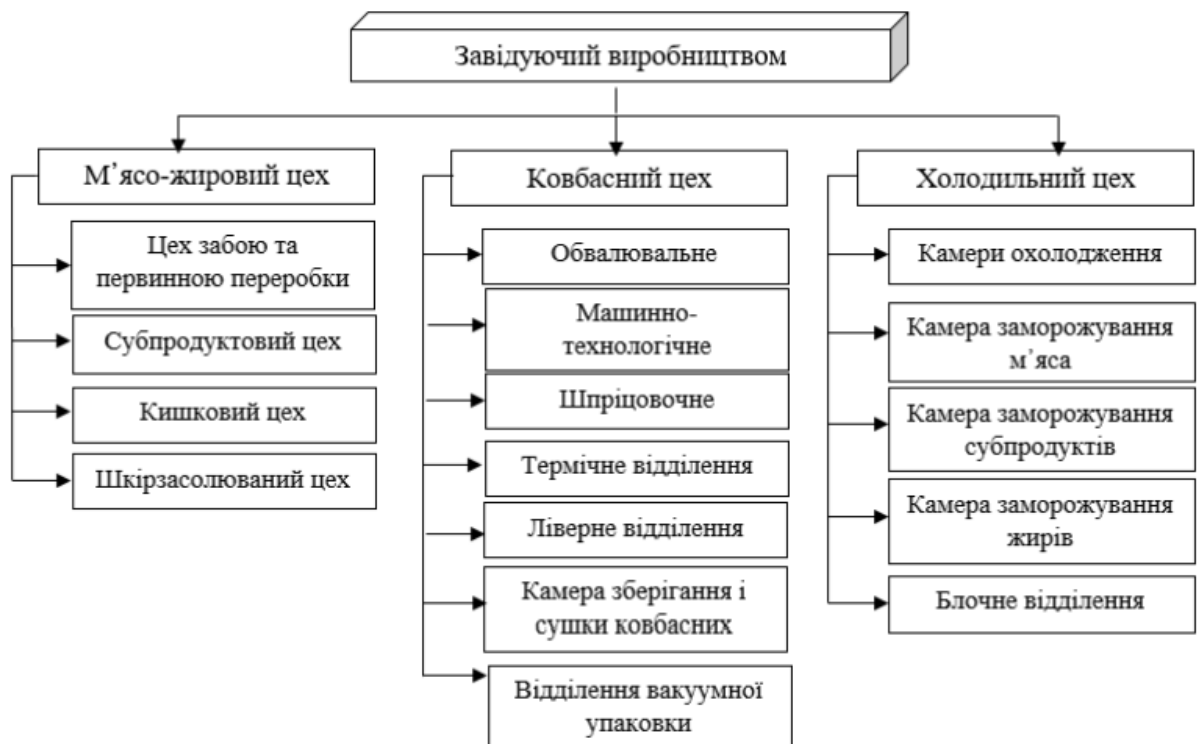 Завідуючий виробництвом
М’ясо-жировий цех
Цех забою та
первинною переробки
Субпродуктовий цех
Кишковий цех
Шкірзасолюваний цех
Ковбасний цех
Обвалювальне
Машинно-
технологічне
Шпріцовочне
Термічне відділення
Ліверне відділення
Камера зберігання і
сушки ковбасних
Відділення вакуумної
упаковки
Холодильний цех
Камери охолодження
Камера заморожування
м’яса
Камера заморожування
субпродуктів
Камера заморожування
жирів
Блочне відділення